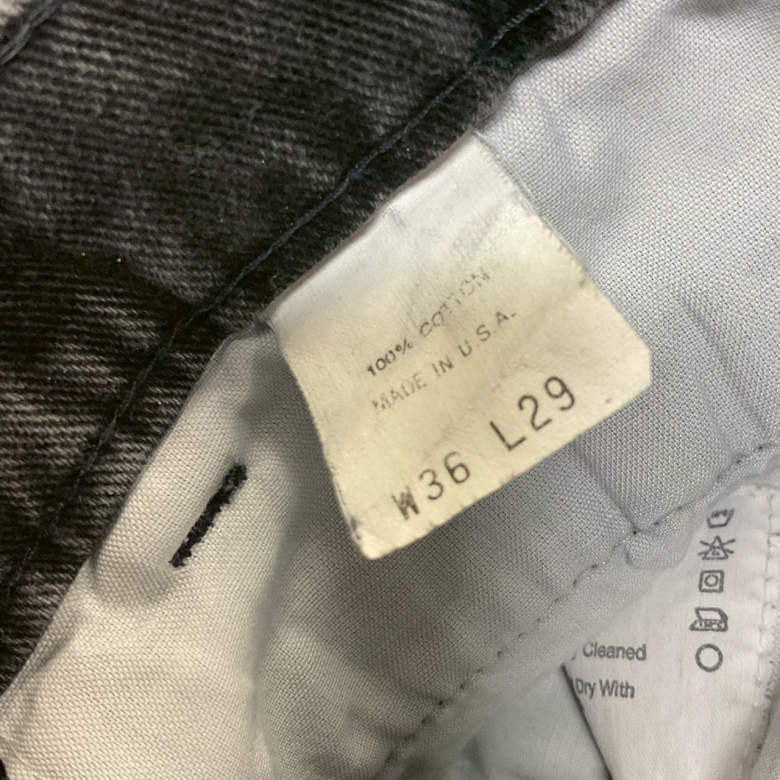 100% COTTON
MADE IN U.S.A.
W36 L29
Cleaned
Dry With